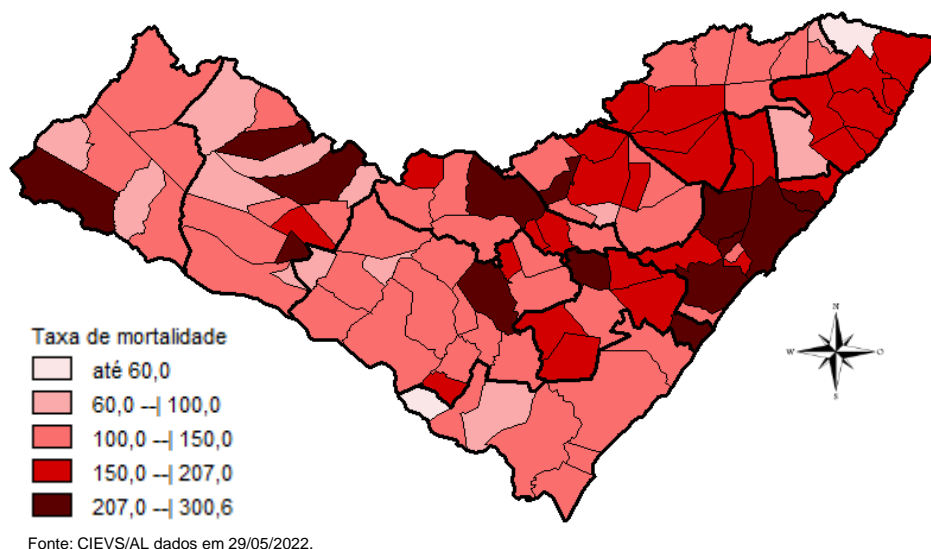 Taxa de mortalidade
até 60,0
60,0 --| 100,0
100,0 --| 150,0
150,0 --| 207,0
207,0 --| 300,6
N
W
O
S
Fonte: CIEVS/AL dados em 29/05/2022.